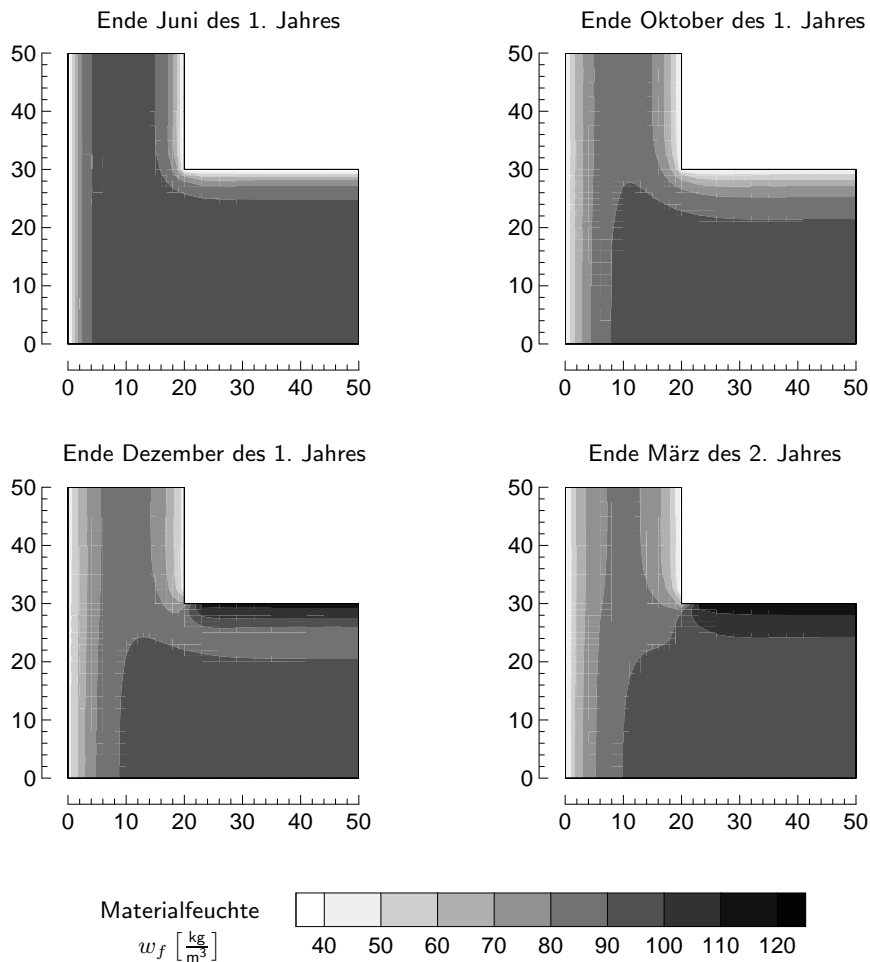 Ende Juni des 1. Jahres
50
40
30
20
10
0
0 10 20 30 40 50
Ende Oktober des 1. Jahres
50
40
30
20
10
0
0 10 20 30 40 50
Ende Dezember des 1. Jahres
50
40
30
20
10
0
0 10 20 30 40 50
Ende März des 2. Jahres
50
40
30
20
10
0
0 10 20 30 40 50
Materialfeuchte
w_f [kg/m³]
40 50 60 70 80 90 100 110 120